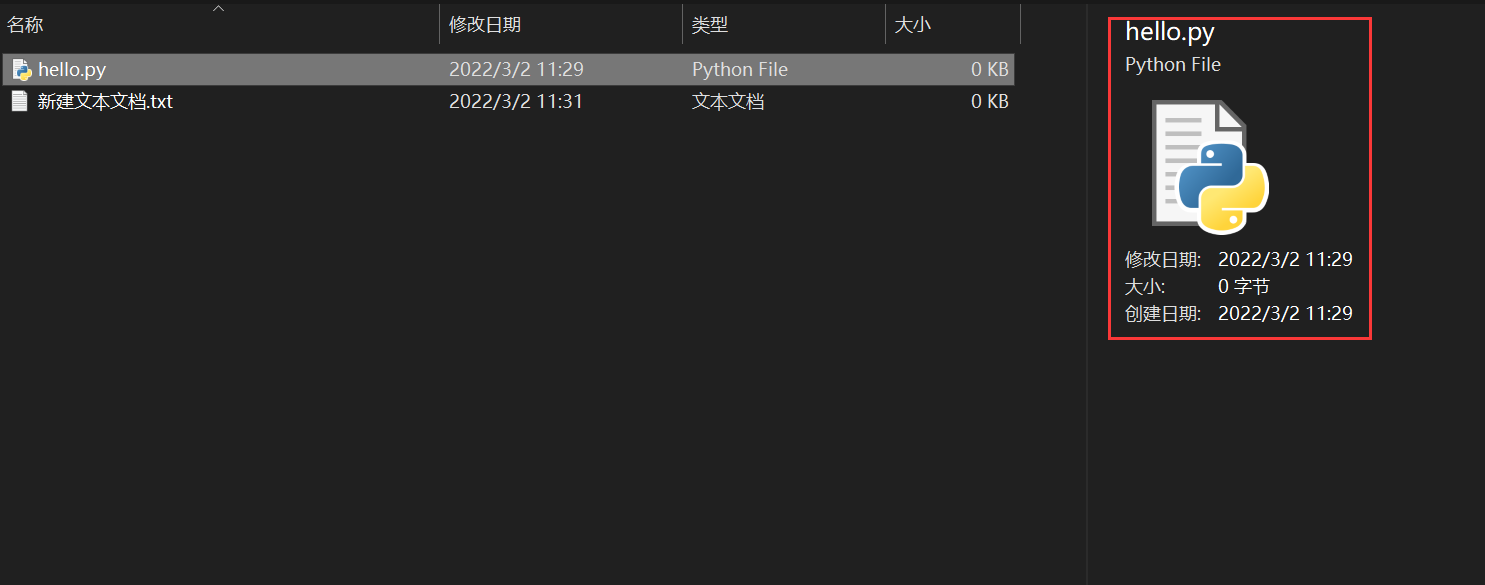 名称 修改日期 类型 大小
hello.py 2022/3/2 11:29 Python File 0 KB
新建文本文档.txt 2022/3/2 11:31 文本文档 0 KB
hello.py
Python File
修改日期: 2022/3/2 11:29
大小: 0 字节
创建日期: 2022/3/2 11:29